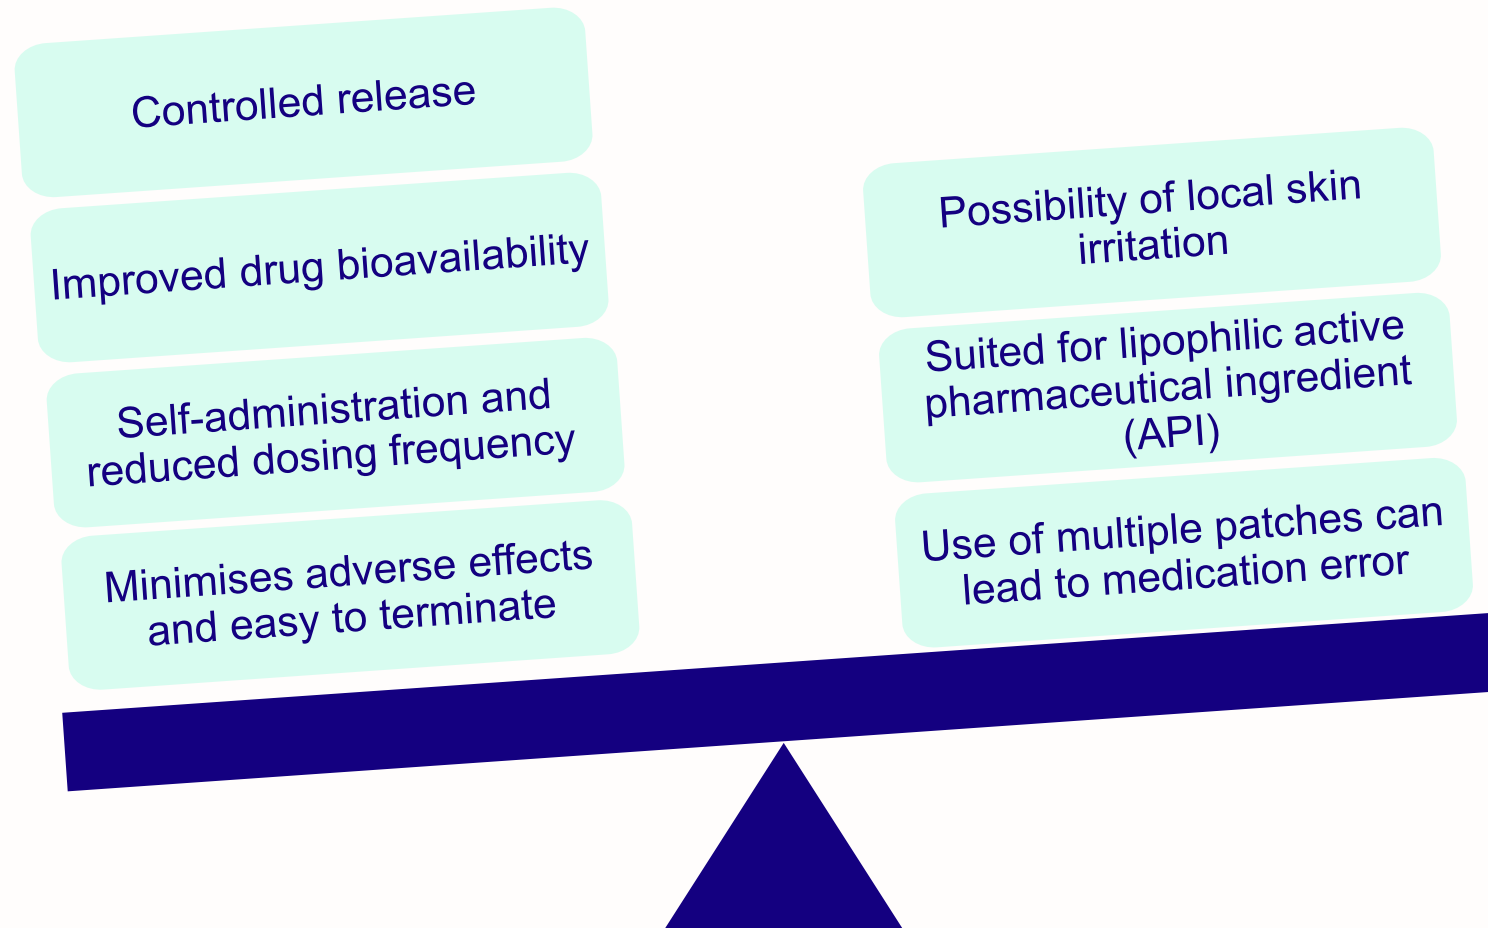 Controlled release
Improved drug bioavailability
Self-administration and
reduced dosing frequency
Minimises adverse effects
and easy to terminate
Possibility of local skin
irritation
Suited for lipophilic active
pharmaceutical ingredient
(API)
Use of multiple patches can
lead to medication error